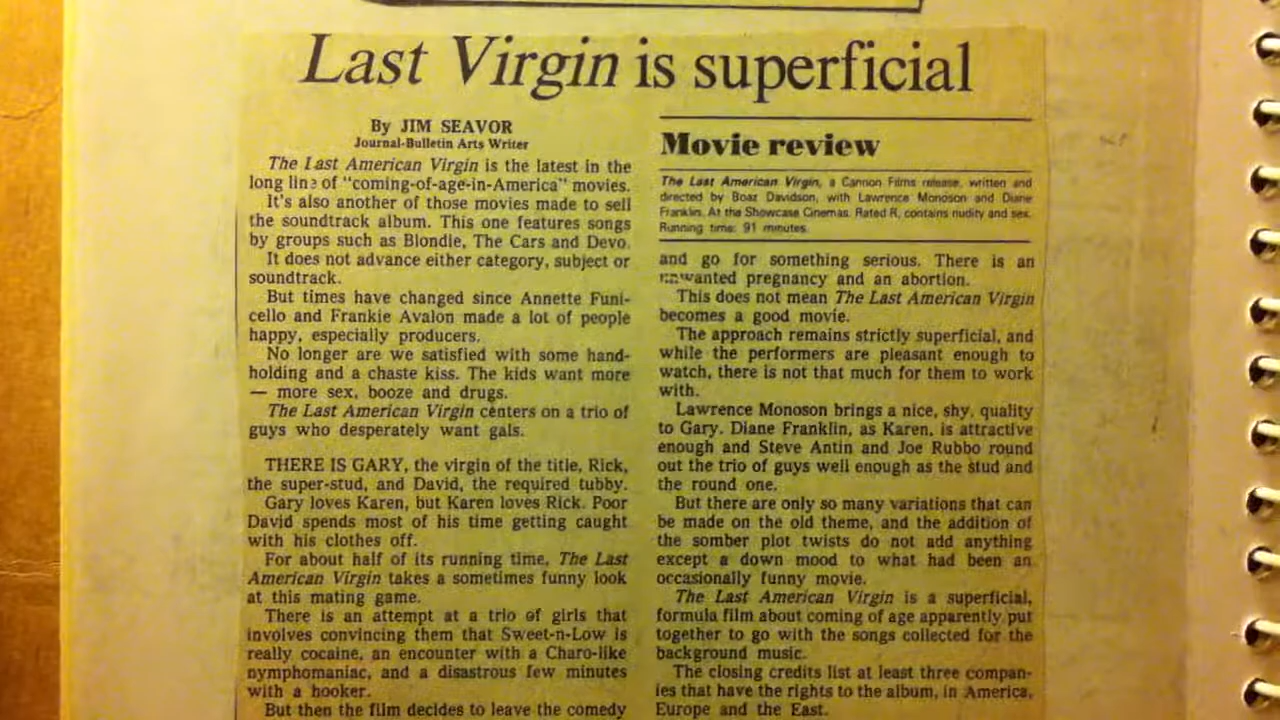 Last Virgin is superficial
By JIM SEAVOR
Journal-Bulletin Arts Writer
The Last American Virgin is the latest in the
long line of "coming-of-age-in-America" movies.
It's also another of those movies made to sell
the soundtrack album. This one features songs
by groups such as Blondie, The Cars and Devo.
It does not advance either category, subject or
soundtrack.
But times have changed since Annette Funi-
cello and Frankie Avalon made a lot of people
happy, especially producers.
No longer are we satisfied with some hand-
holding and a chaste kiss. The kids want more
— more sex, booze and drugs.
The Last American Virgin centers on a trio of
guys who desperately want gals.
THERE IS GARY, the virgin of the title, Rick,
the super-stud, and David, the required tubby.
Gary loves Karen, but Karen loves Rick. Poor
David spends most of his time getting caught
with his clothes off.
For about half of its running time, The Last
American Virgin takes a sometimes funny look
at this mating game.
There is an attempt at a trio of girls that
involves convincing them that Sweet-n-Low is
really cocaine, an encounter with a Charo-like
nymphomaniac, and a disastrous few minutes
with a hooker.
But then the film decides to leave the comedy
Movie review
The Last American Virgin, a Cannon Films release, written and
directed by Boaz Davidson, with Lawrence Monoson and Diane
Franklin. At the Showcase Cinemas. Rated R, contains nudity and sex.
Running time: 91 minutes.
and go for something serious. There is an
unwanted pregnancy and an abortion.
This does not mean The Last American Virgin
becomes a good movie.
The approach remains strictly superficial, and
while the performers are pleasant enough to
watch, there is not that much for them to work
with.
Lawrence Monoson brings a nice, shy, quality
to Gary. Diane Franklin, as Karen, is attractive
enough and Steve Antin and Joe Rubbo round
out the trio of guys well enough as the stud and
the round one.
But there are only so many variations that can
be made on the old theme, and the addition of
the somber plot twists do not add anything
except a down mood to what had been an
occasionally funny movie.
The Last American Virgin is a superficial,
formula film about coming of age apparently put
together to go with the songs collected for the
background music.
The closing credits list at least three compan-
ies that have the rights to the album, in America,
Europe and the East.